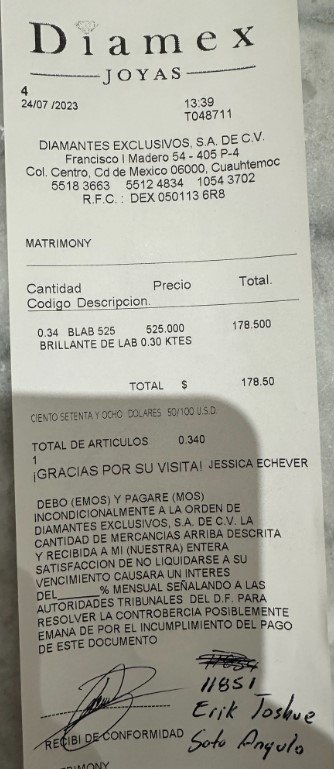 Diamex
JOYAS
4
24/07 /2023 13:39
T048711
DIAMANTES EXCLUSIVOS, S.A. DE C.V.
Francisco I Madero 54 - 405 P-4
Col. Centro, Cd de Mexico 06000, Cuauhtemoc
5518 3663 5512 4834 1054 3702
R.F.C. : DEX 050113 6R8
MATRIMONY
Cantidad Precio Total.
Codigo Descripcion.
0.34 BLAB 525 525.000 178.500
BRILLANTE DE LAB 0.30 KTES
TOTAL $ 178.50
CIENTO SETENTA Y OCHO DOLARES 50/100 U.S.D.
TOTAL DE ARTICULOS 0.340
1
¡GRACIAS POR SU VISITA! JESSICA ECHEVER
DEBO (EMOS) Y PAGARE (MOS)
INCONDICIONALMENTE A LA ORDEN DE
DIAMANTES EXCLUSIVOS, S.A. DE C.V. LA
CANTIDAD DE MERCANCIAS ARRIBA DESCRITA
Y RECIBIDA A MI (NUESTRA) ENTERA
SATISFACCION DE NO LIQUIDARSE A SU
VENCIMIENTO CAUSARA UN INTERES
DEL______% MENSUAL SEÑALANDO A LAS
AUTORIDADES TRIBUNALES DEL D.F. PARA
RESOLVER LA CONTROBERCIA POSIBLEMENTE
EMANA DE POR EL INCUMPLIMIENTO DEL PAGO
DE ESTE DOCUMENTO
11851
Erik Joshue
RECIBI DE CONFORMIDAD Soto Angulo
TRIMONY